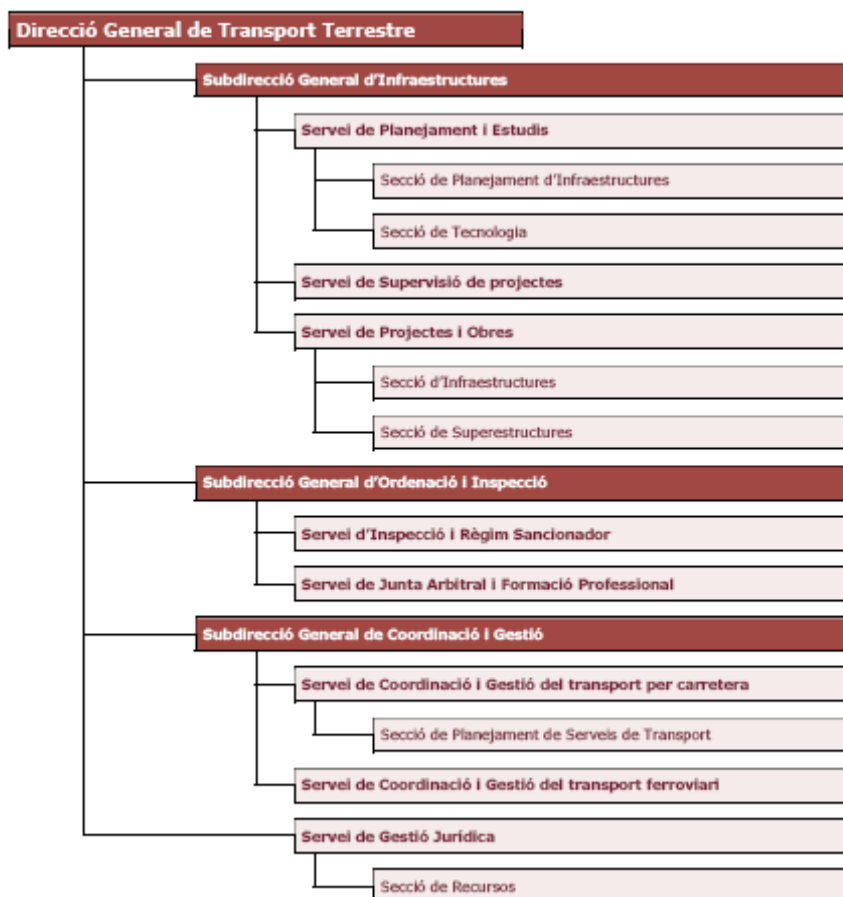 Direcció General de Transport Terrestre
Subdirecció General d'Infraestructures
Servei de Planejament i Estudis
Secció de Planejament d'Infraestructures
Secció de Tecnologia
Servei de Supervisió de projectes
Servei de Projectes i Obres
Secció d'Infraestructures
Secció de Superestructures
Subdirecció General d'Ordenació i Inspecció
Servei d'Inspecció i Règim Sancionador
Servei de Junta Arbitral i Formació Professional
Subdirecció General de Coordinació i Gestió
Servei de Coordinació i Gestió del transport per carretera
Secció de Planejament de Serveis de Transport
Servei de Coordinació i Gestió del transport ferroviari
Servei de Gestió Jurídica
Secció de Recursos